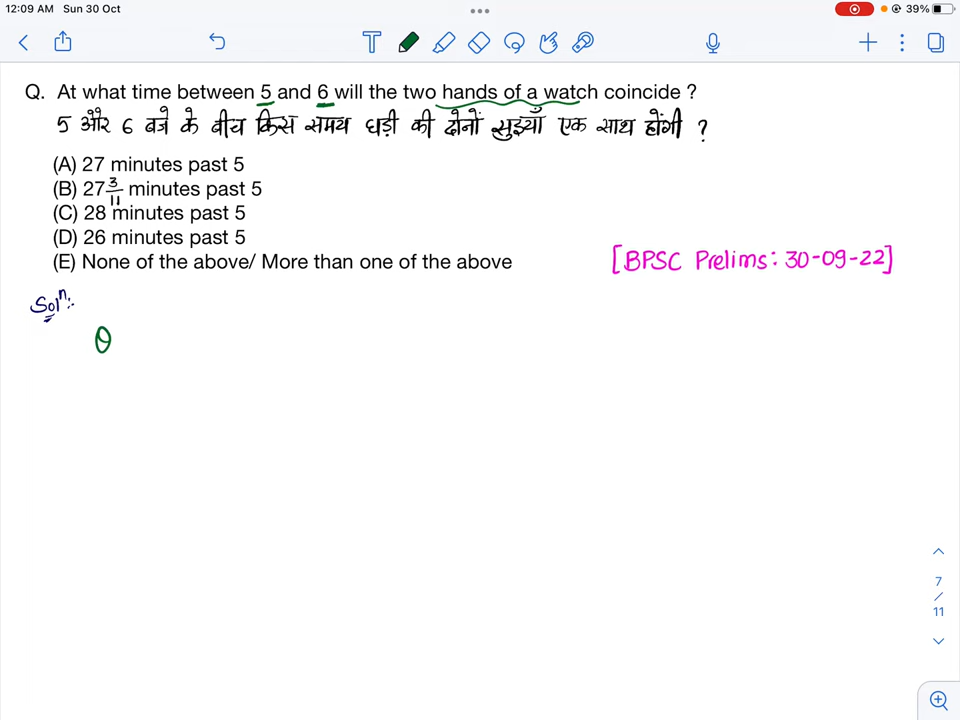 12:09 AM Sun 30 Oct
39%
Q. At what time between 5 and 6 will the two hands of a watch coincide ?
5 और 6 बजे के बीच किस समय घड़ी की दोनों सुइयाँ एक साथ होंगी ?
(A) 27 minutes past 5
(B) 27 3/11 minutes past 5
(C) 28 minutes past 5
(D) 26 minutes past 5
(E) None of the above/ More than one of the above
[BPSC Prelims: 30-09-22]
Solⁿ:
θ
7
/
11